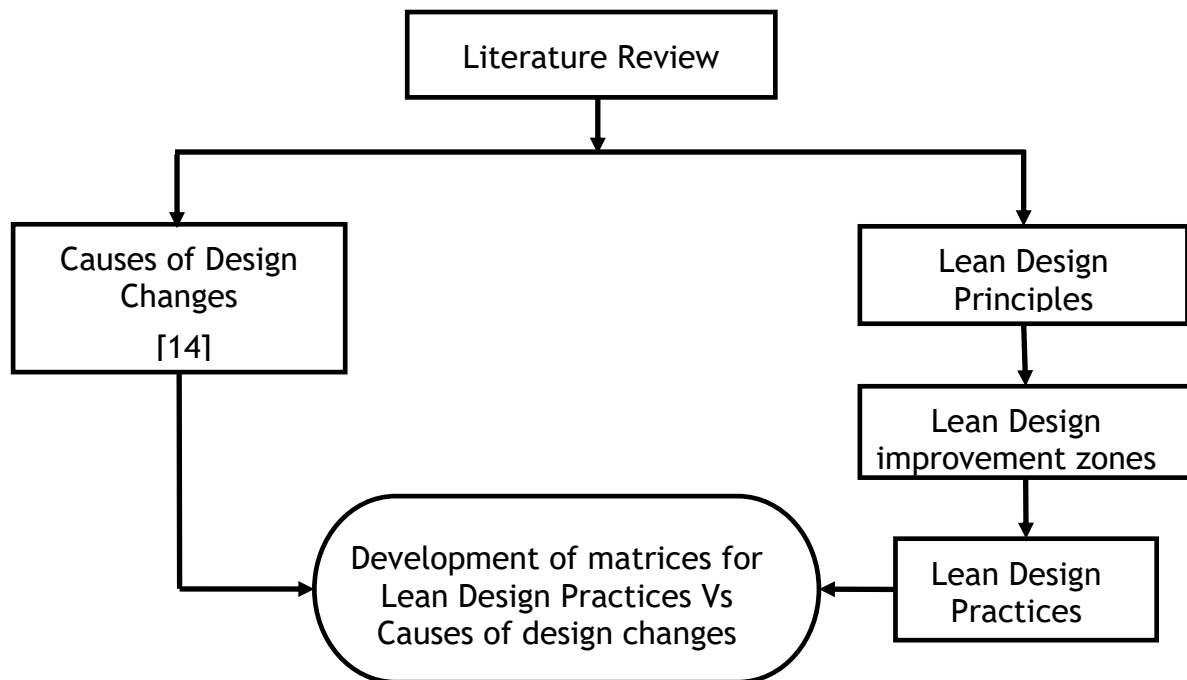 Literature Review
Causes of Design
Changes
[14]
Lean Design
Principles
Lean Design
improvement zones
Lean Design
Practices
Development of matrices for
Lean Design Practices Vs
Causes of design changes